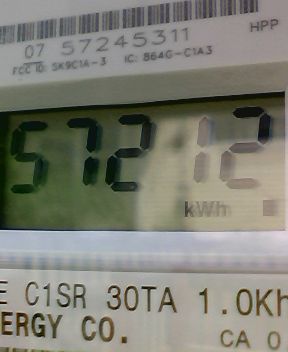 HPP
07 57245311
FCC ID: SK9C1A-3 IC: 864G-C1A3
57212
kWh
E C1SR 30TA 1.0Kh
ERGY CO.
CA 0